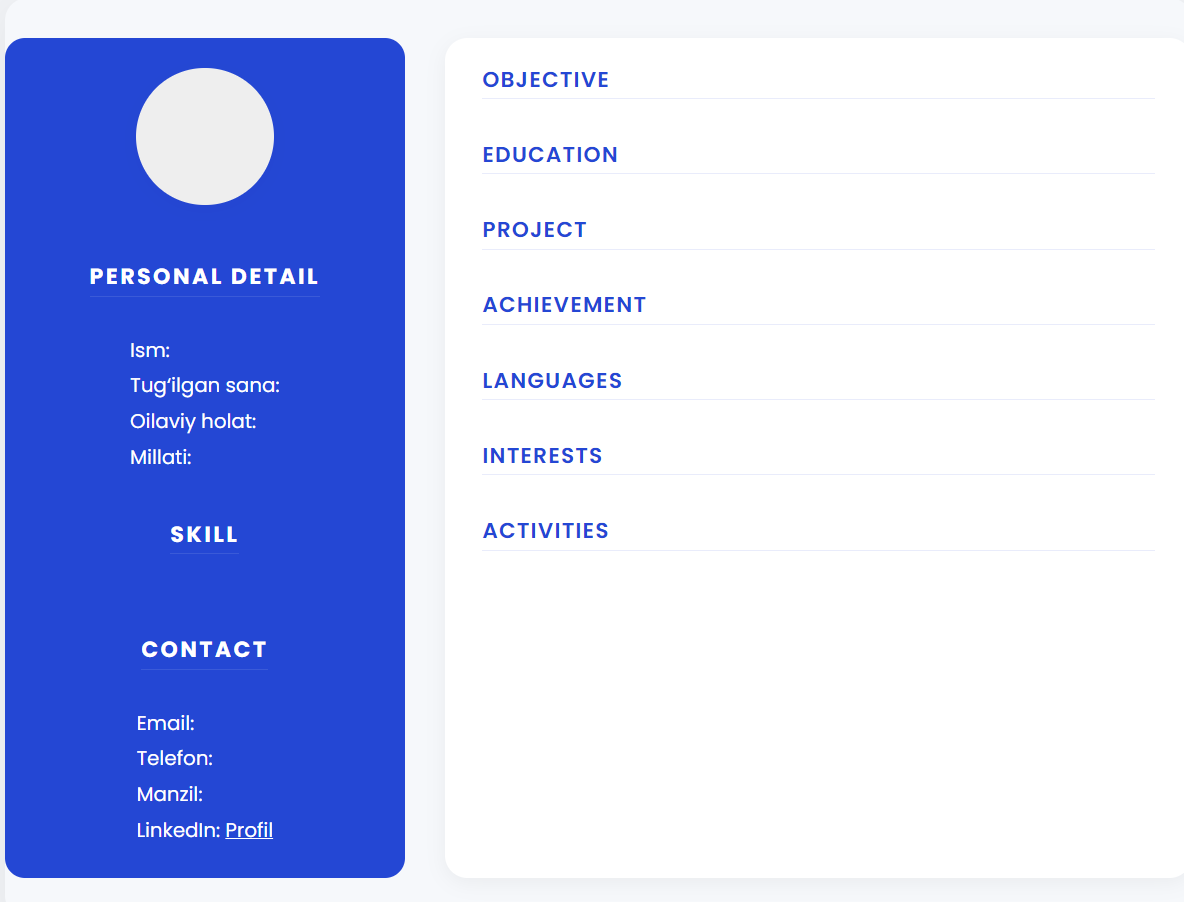 PERSONAL DETAIL
Ism:
Tug‘ilgan sana:
Oilaviy holat:
Millati:
SKILL
CONTACT
Email:
Telefon:
Manzil:
LinkedIn: Profil
OBJECTIVE
EDUCATION
PROJECT
ACHIEVEMENT
LANGUAGES
INTERESTS
ACTIVITIES